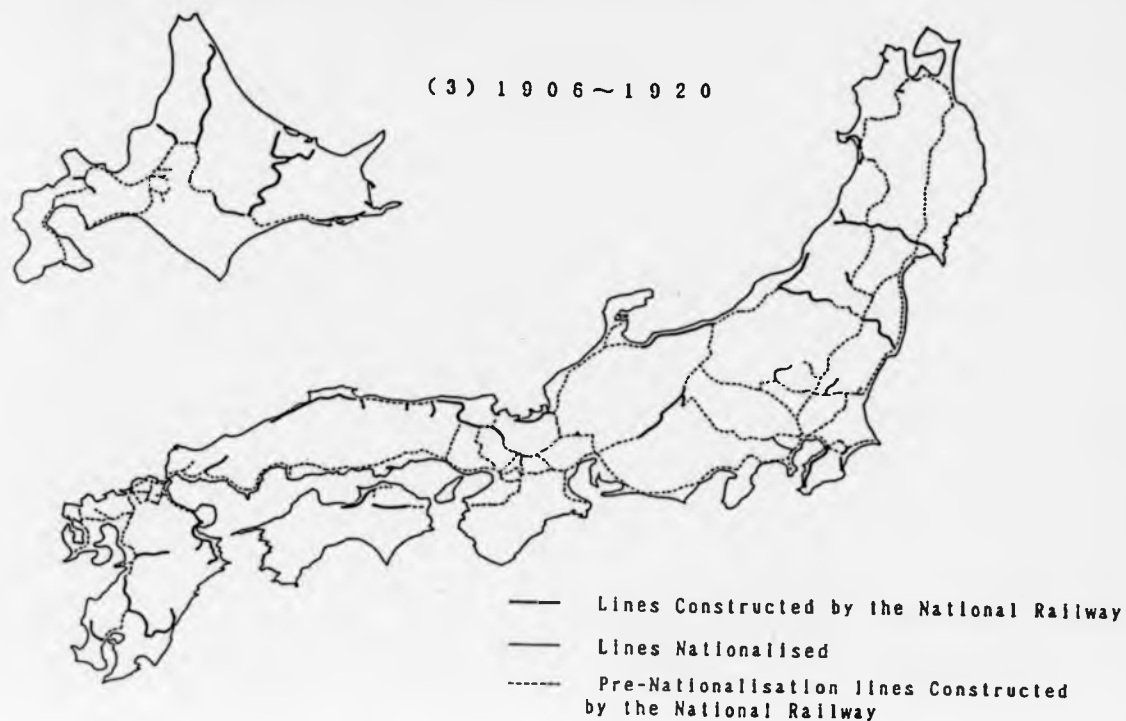 (3) 1906~1920
Lines Constructed by the National Railway
Lines Nationalised
Pre-Nationalisation lines Constructed
by the National Railway